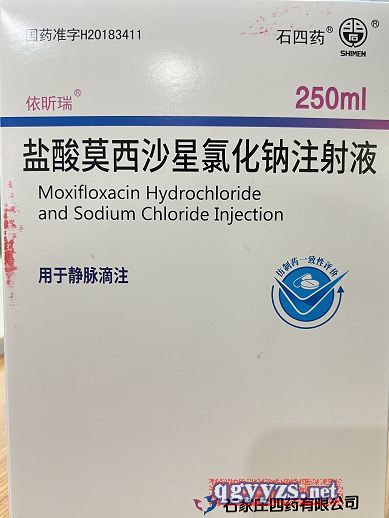 国药准字H20183411
石四药®
SHIMEN
依昕瑞®
250ml
盐酸莫西沙星氯化钠注射液
Moxifloxacin Hydrochloride
and Sodium Chloride Injection
用于静脉滴注
仿制药一致性评价
qgyyzs.net
石家庄四药有限公司